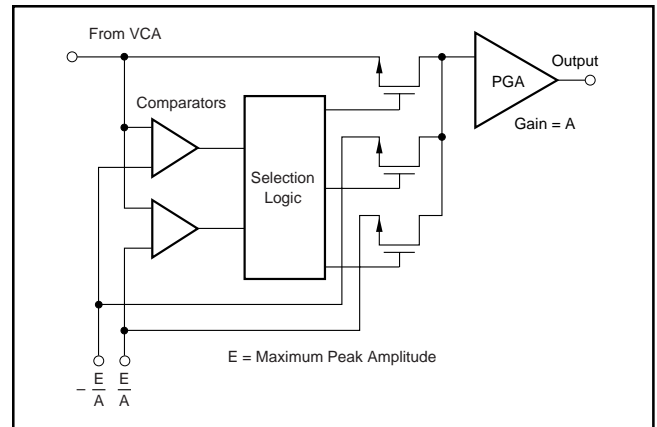 From VCA
Output
PGA
Comparators
Gain = A
Selection
Logic
E = Maximum Peak Amplitude
– E/A E/A